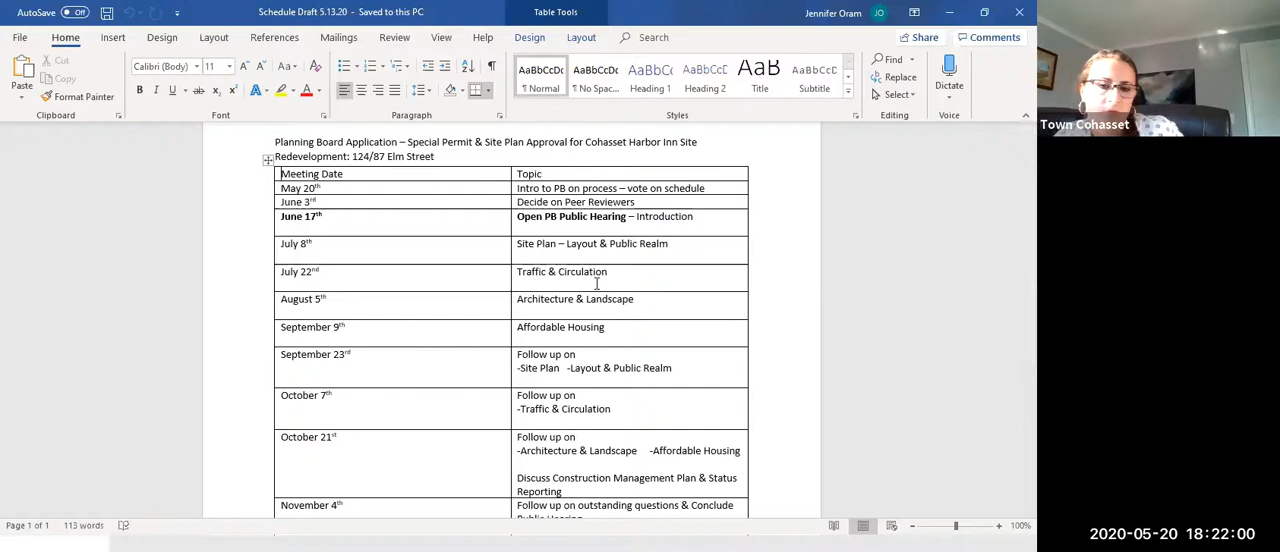 AutoSave Off Schedule Draft 5.13.20 - Saved to this PC Table Tools Jennifer Oram JO
File Home Insert Design Layout References Mailings Review View Help Design Layout Search Share Comments
Paste Cut Copy Format Painter
Calibri (Body) 11
AaBbCcDc AaBbCcDc AaBbCc AaBbCcD AaB AaBbCcD
¶ Normal ¶ No Spac... Heading 1 Heading 2 Title Subtitle
Find Replace Select Dictate
Clipboard Font Paragraph Styles Editing Voice
Town Cohasset
Planning Board Application – Special Permit & Site Plan Approval for Cohasset Harbor Inn Site
Redevelopment: 124/87 Elm Street
Meeting Date Topic
May 20th Intro to PB on process – vote on schedule
June 3rd Decide on Peer Reviewers
June 17th Open PB Public Hearing – Introduction
July 8th Site Plan – Layout & Public Realm
July 22nd Traffic & Circulation
August 5th Architecture & Landscape
September 9th Affordable Housing
September 23rd Follow up on
-Site Plan -Layout & Public Realm
October 7th Follow up on
-Traffic & Circulation
October 21st Follow up on
-Architecture & Landscape -Affordable Housing
Discuss Construction Management Plan & Status
Reporting
November 4th Follow up on outstanding questions & Conclude
Public Hearing
Page 1 of 1 113 words 100%
2020-05-20 18:22:00